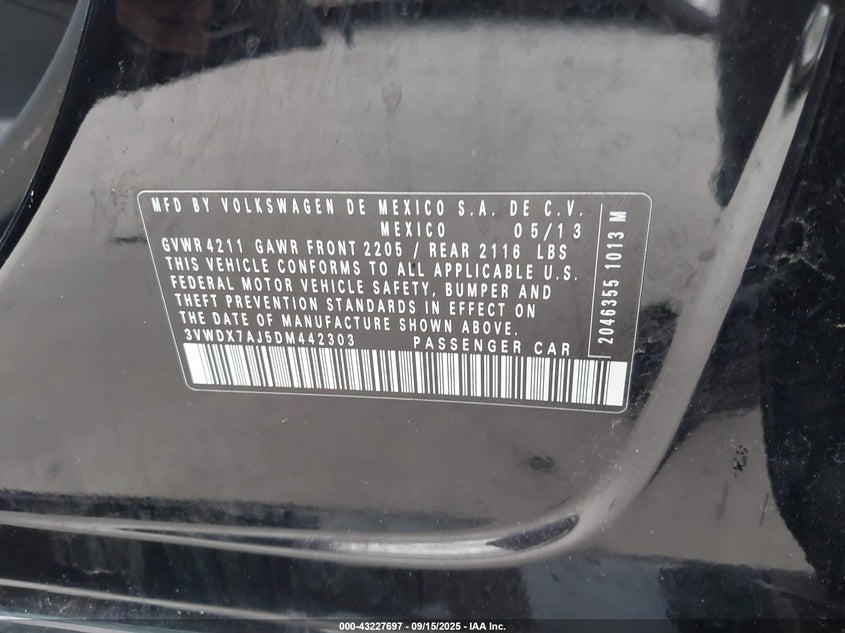 MFD BY VOLKSWAGEN DE MEXICO S.A. DE C.V.
MEXICO 05/13
GVWR 4211 GAWR FRONT 2205 / REAR 2116 LBS
THIS VEHICLE CONFORMS TO ALL APPLICABLE U.S.
FEDERAL MOTOR VEHICLE SAFETY, BUMPER AND
THEFT PREVENTION STANDARDS IN EFFECT ON
THE DATE OF MANUFACTURE SHOWN ABOVE.
3VWDX7AJ5DM442303 PASSENGER CAR
2046355 1013 M
000-43227697 - 09/15/2025 - IAA Inc.